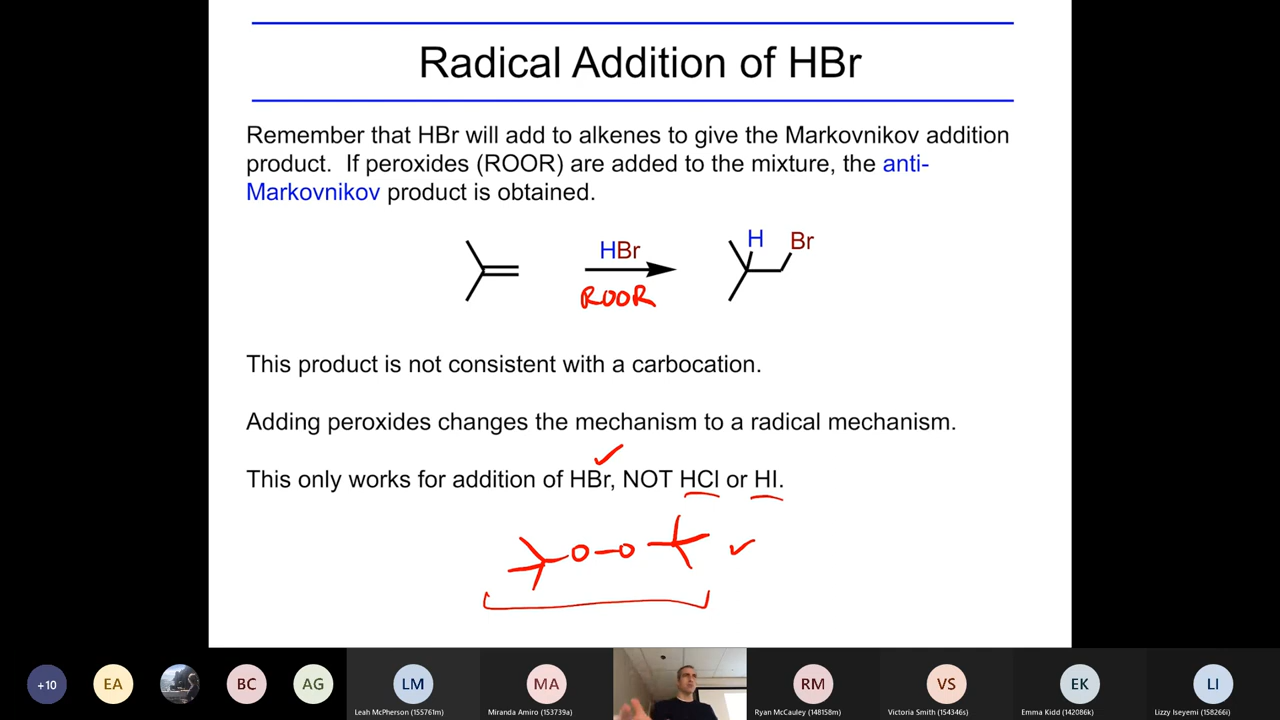 Radical Addition of HBr
Remember that HBr will add to alkenes to give the Markovnikov addition
product. If peroxides (ROOR) are added to the mixture, the anti-
Markovnikov product is obtained.
HBr
ROOR
H
Br
This product is not consistent with a carbocation.
Adding peroxides changes the mechanism to a radical mechanism.
This only works for addition of HBr, NOT HCl or HI.
O-O
+10
EA
BC
AG
LM
MA
RM
VS
EK
LI
Leah McPherson (155761m)
Miranda Amiro (153739a)
Ryan McCauley (148158m)
Victoria Smith (154346s)
Emma Kidd (142086k)
Lizzy Iseyemi (158266i)